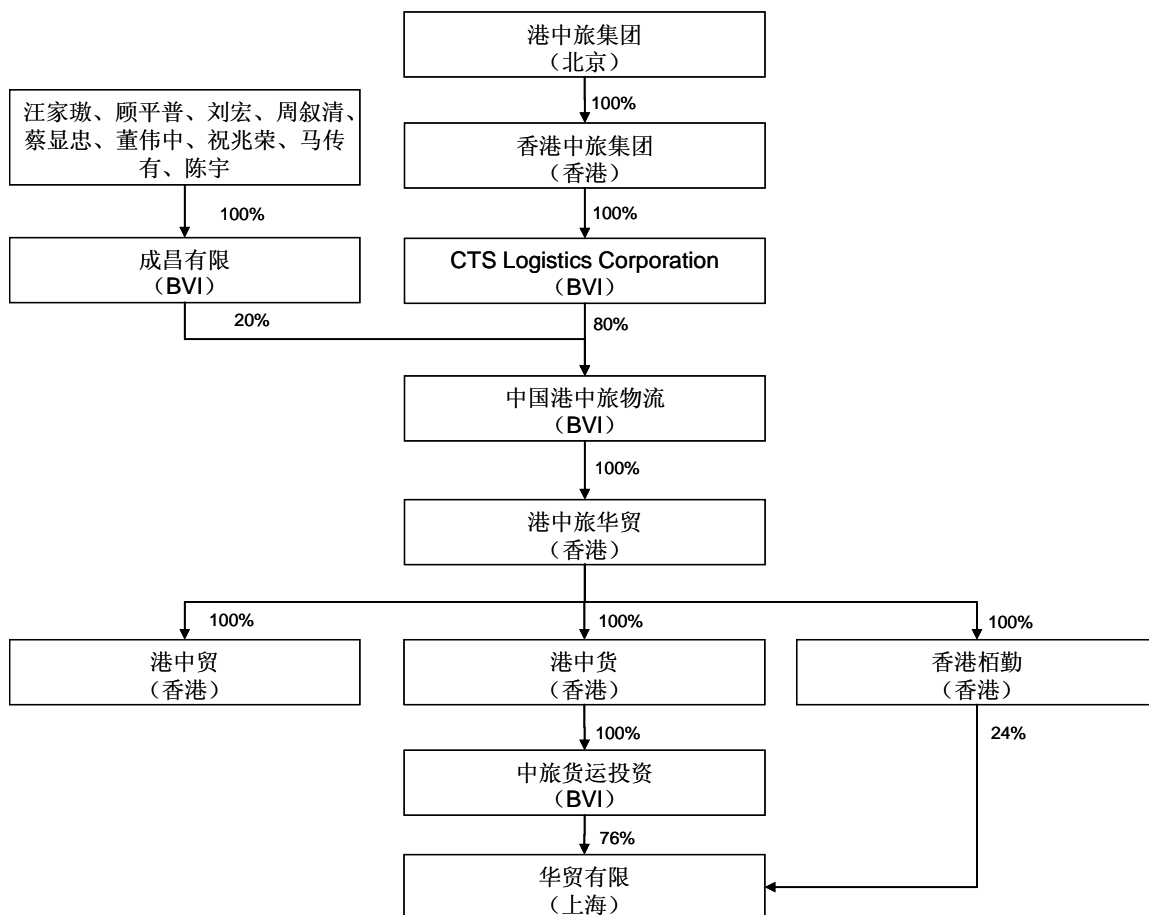 港中旅集团
（北京）
100%
汪家璈、顾平普、刘宏、周叙清、
蔡显忠、董伟中、祝兆荣、马传
有、陈宇
香港中旅集团
（香港）
100%
100%
成昌有限
（BVI）
CTS Logistics Corporation
（BVI）
20%
80%
中国港中旅物流
（BVI）
100%
港中旅华贸
（香港）
100%
100%
100%
港中贸
（香港）
港中货
（香港）
香港栢勤
（香港）
100%
24%
中旅货运投资
（BVI）
76%
华贸有限
（上海）